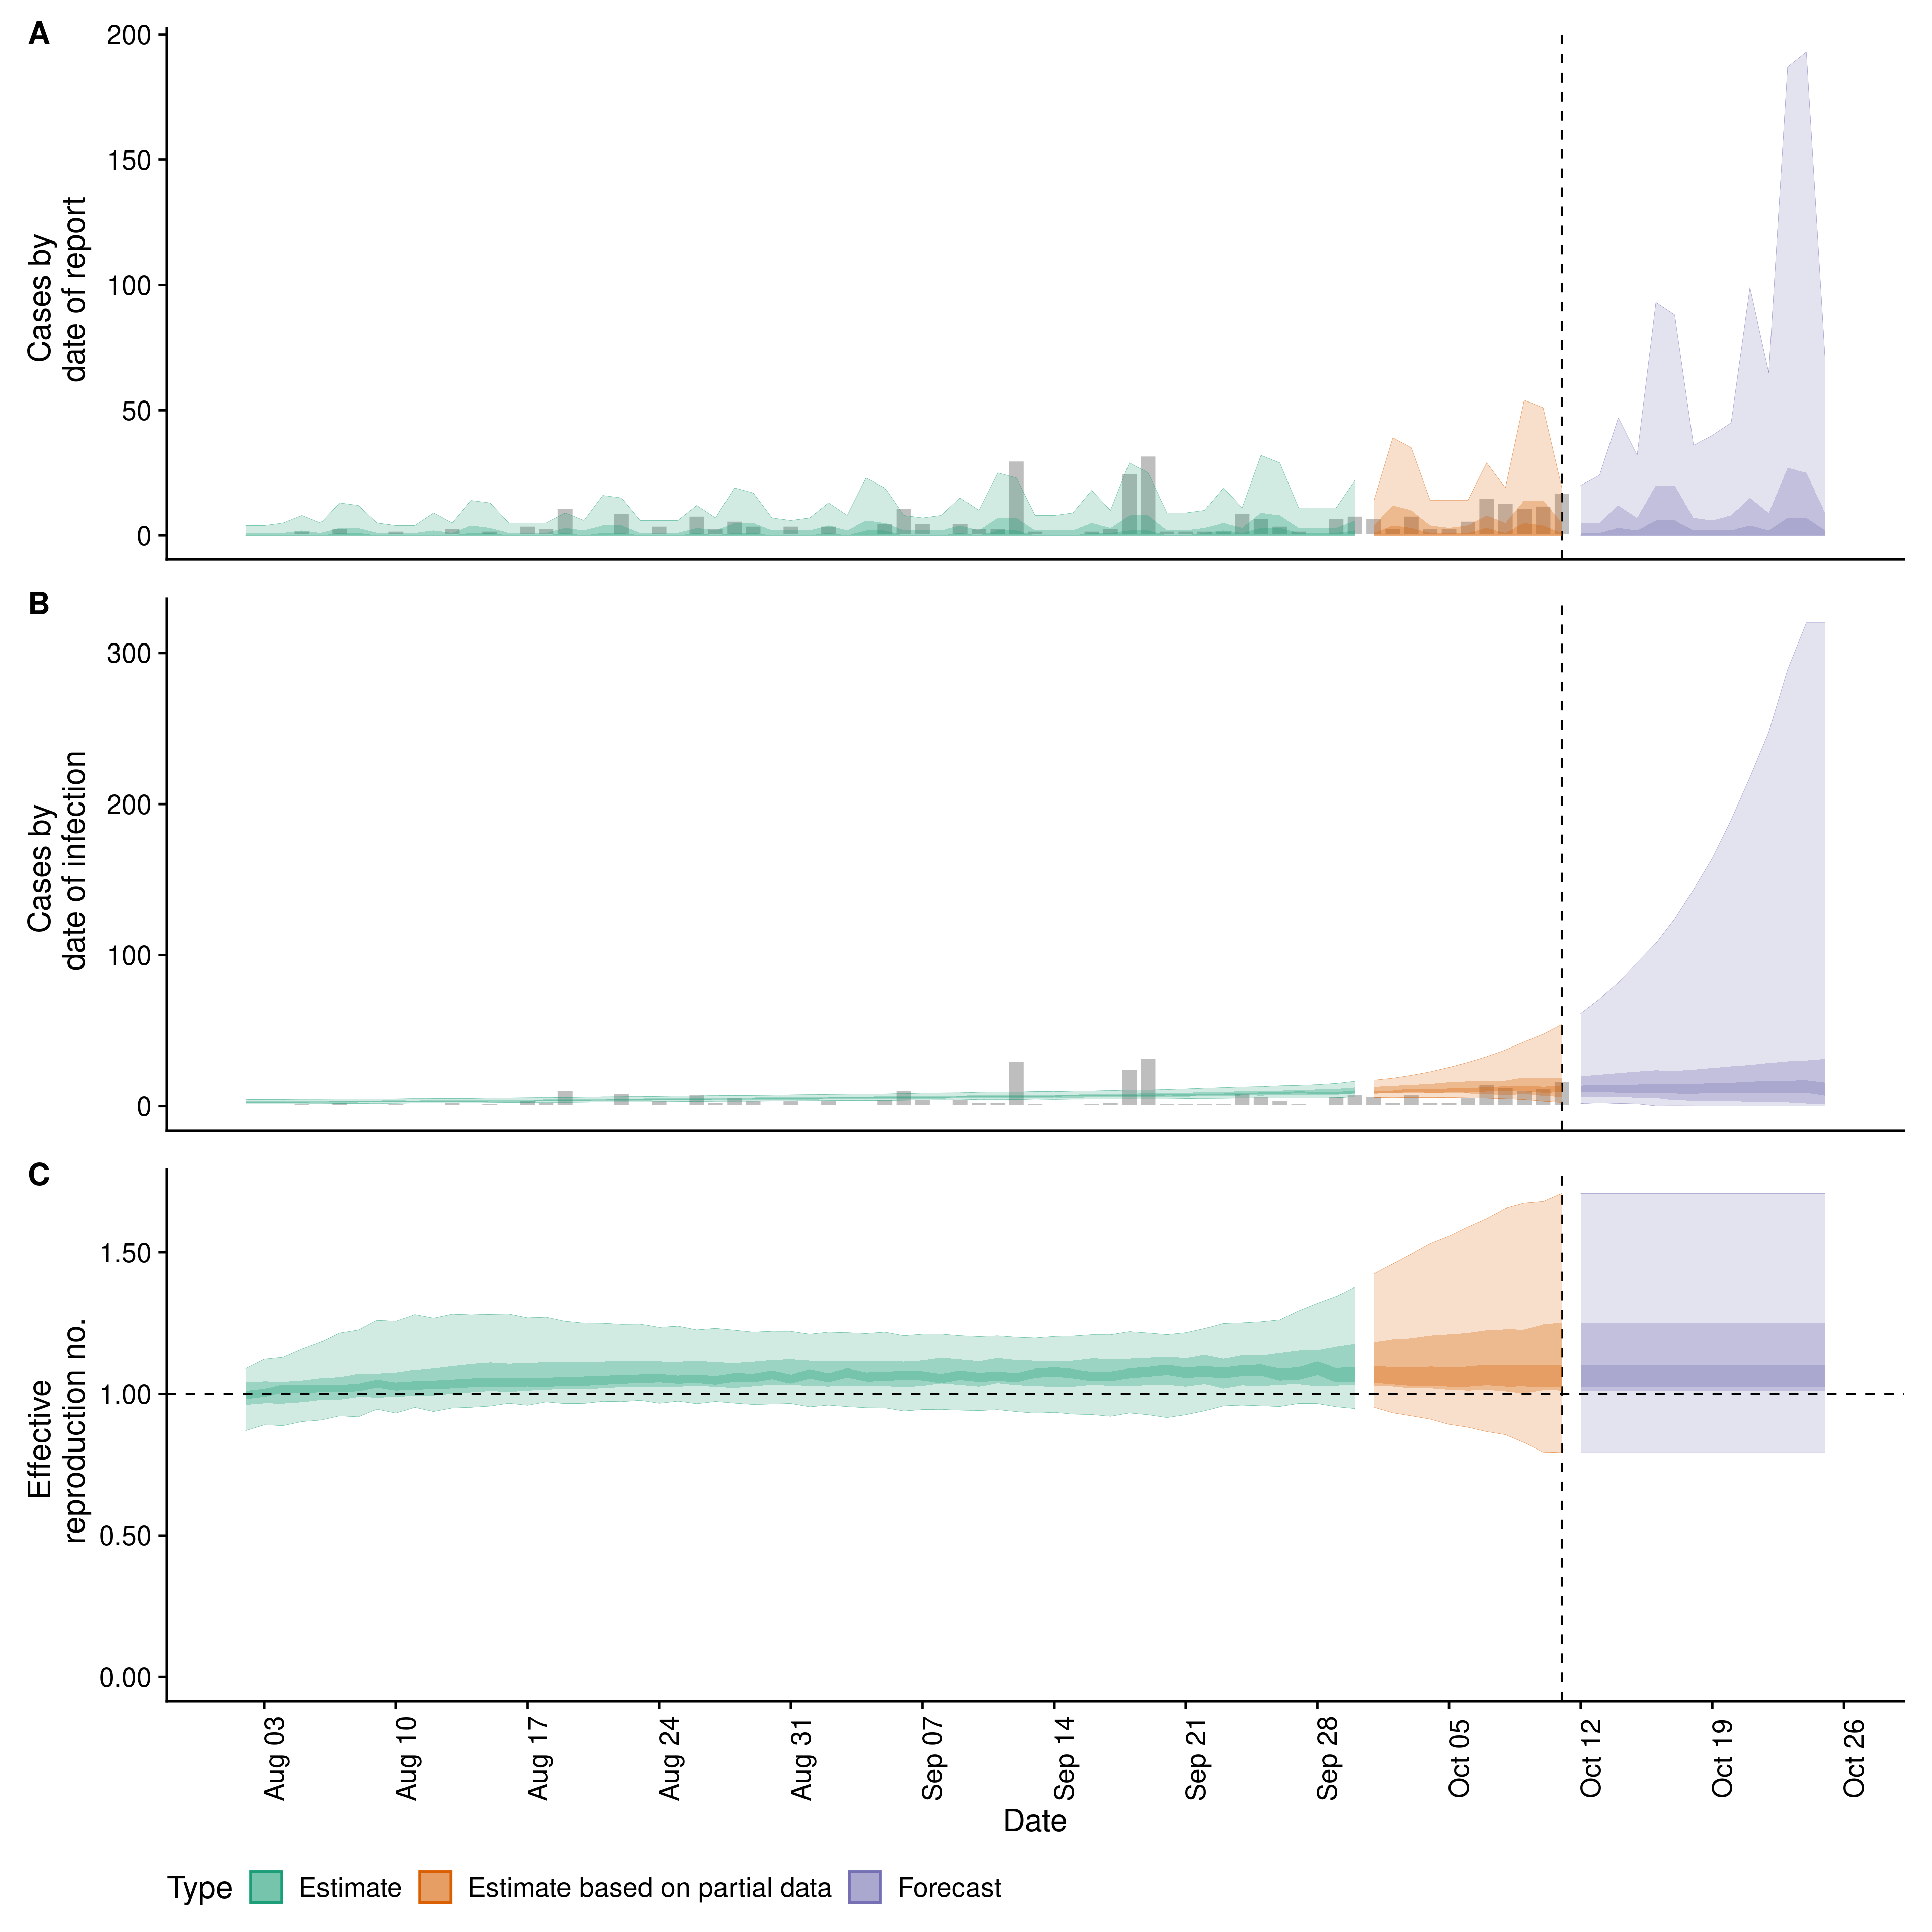 A
200
150
100
50
0
Cases by
date of report
B
300
200
100
0
Cases by
date of infection
C
1.50
1.00
0.50
0.00
Effective
reproduction no.
Aug 03
Aug 10
Aug 17
Aug 24
Aug 31
Sep 07
Sep 14
Sep 21
Sep 28
Oct 05
Oct 12
Oct 19
Oct 26
Date
Type Estimate Estimate based on partial data Forecast